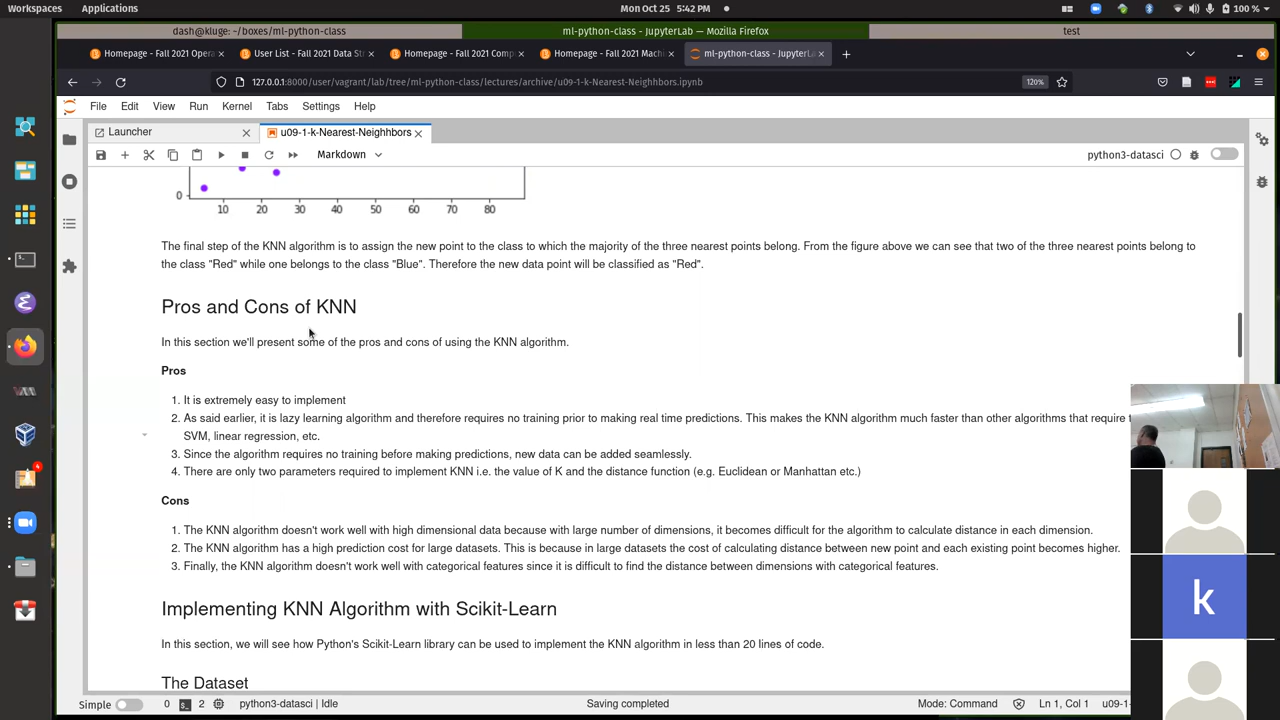 Workspaces Applications Mon Oct 25 5:42 PM 100 %
dash@kluge: ~/boxes/ml-python-class ml-python-class - JupyterLab — Mozilla Firefox test
Homepage - Fall 2021 Opera User List - Fall 2021 Data St Homepage - Fall 2021 Comp Homepage - Fall 2021 Machi ml-python-class - JupyterLa
127.0.0.1:8000/user/vagrant/lab/tree/ml-python-class/lectures/archive/u09-1-k-Nearest-Neighbors.ipynb 120%
File Edit View Run Kernel Tabs Settings Help
Launcher u09-1-k-Nearest-Neighbors
Markdown python3-datasci
0
10 20 30 40 50 60 70 80
The final step of the KNN algorithm is to assign the new point to the class to which the majority of the three nearest points belong. From the figure above we can see that two of the three nearest points belong to
the class "Red" while one belongs to the class "Blue". Therefore the new data point will be classified as "Red".
Pros and Cons of KNN
In this section we'll present some of the pros and cons of using the KNN algorithm.
Pros
1. It is extremely easy to implement
2. As said earlier, it is lazy learning algorithm and therefore requires no training prior to making real time predictions. This makes the KNN algorithm much faster than other algorithms that require
SVM, linear regression, etc.
3. Since the algorithm requires no training before making predictions, new data can be added seamlessly.
4. There are only two parameters required to implement KNN i.e. the value of K and the distance function (e.g. Euclidean or Manhattan etc.)
Cons
1. The KNN algorithm doesn't work well with high dimensional data because with large number of dimensions, it becomes difficult for the algorithm to calculate distance in each dimension.
2. The KNN algorithm has a high prediction cost for large datasets. This is because in large datasets the cost of calculating distance between new point and each existing point becomes higher.
3. Finally, the KNN algorithm doesn't work well with categorical features since it is difficult to find the distance between dimensions with categorical features.
k
Implementing KNN Algorithm with Scikit-Learn
In this section, we will see how Python's Scikit-Learn library can be used to implement the KNN algorithm in less than 20 lines of code.
The Dataset
Simple 0 2 python3-datasci | Idle Saving completed Mode: Command Ln 1, Col 1 u09-1